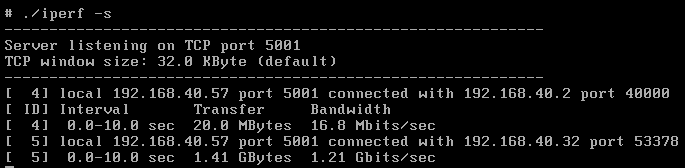 # ./iperf -s
------------------------------------------------------------
Server listening on TCP port 5001
TCP window size: 32.0 KByte (default)
------------------------------------------------------------
[  4] local 192.168.40.57 port 5001 connected with 192.168.40.2 port 40000
[ ID] Interval       Transfer     Bandwidth
[  4]  0.0-10.0 sec  20.0 MBytes  16.8 Mbits/sec
[  5] local 192.168.40.57 port 5001 connected with 192.168.40.32 port 53378
[  5]  0.0-10.0 sec  1.41 GBytes  1.21 Gbits/sec